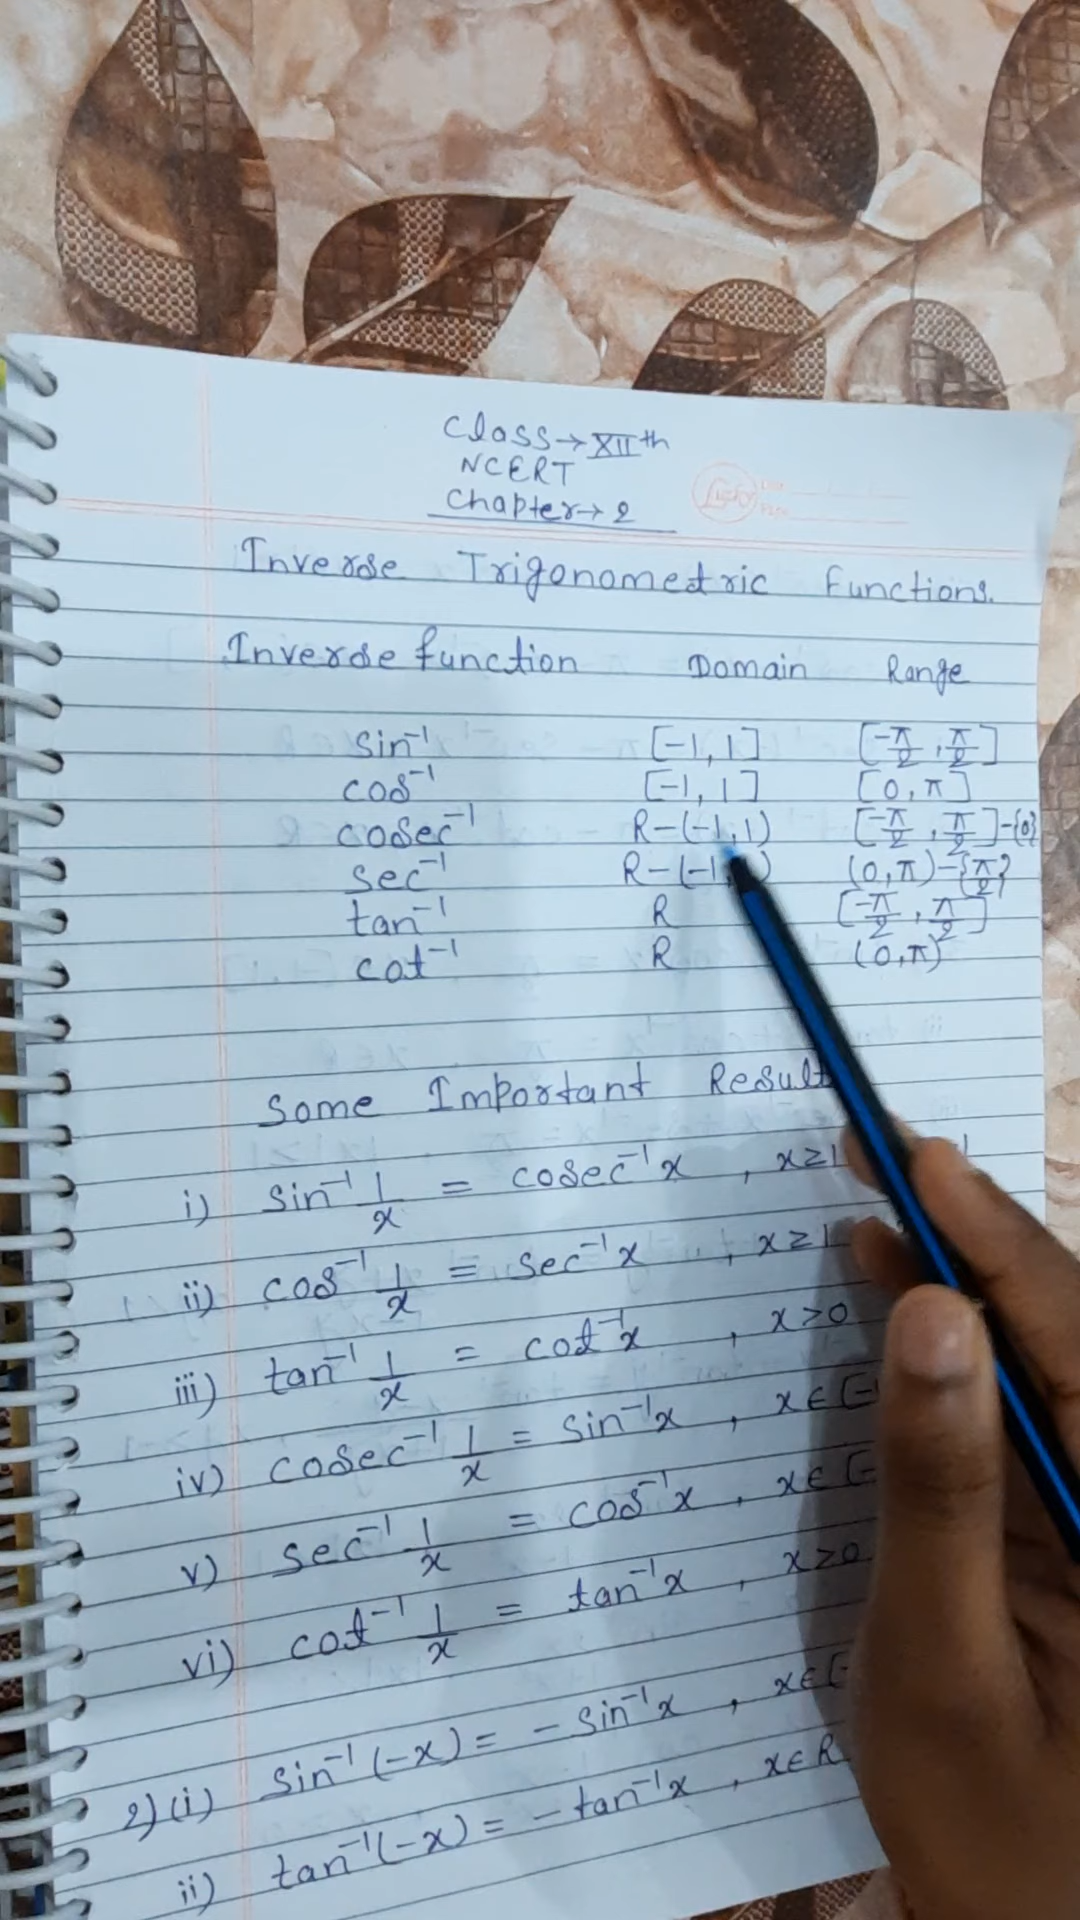 Class→XIIth
NCERT
Chapter→2
Inverse Trigonometric Functions.
Inverse function Domain Range
sin⁻¹ [-1, 1] [-π/2, π/2]
cos⁻¹ [-1, 1] [0, π]
cosec⁻¹ R-(-1, 1) [-π/2, π/2]-{0}
sec⁻¹ R-(-1, ) (0, π)-{π/2}
tan⁻¹ R [-π/2, π/2]
cot⁻¹ R (0, π)
Some Important Result
i) sin⁻¹ 1/x = cosec⁻¹x , x≥1
ii) cos⁻¹ 1/x = sec⁻¹x , x≥1
iii) tan⁻¹ 1/x = cot⁻¹x , x>0
iv) cosec⁻¹ 1/x = sin⁻¹x , x∈[-
v) sec⁻¹ 1/x = cos⁻¹x , x∈[-
vi) cot⁻¹ 1/x = tan⁻¹x , x>0
2)(i) sin⁻¹(-x) = -sin⁻¹x , x∈[-
ii) tan⁻¹(-x) = -tan⁻¹x , x∈R